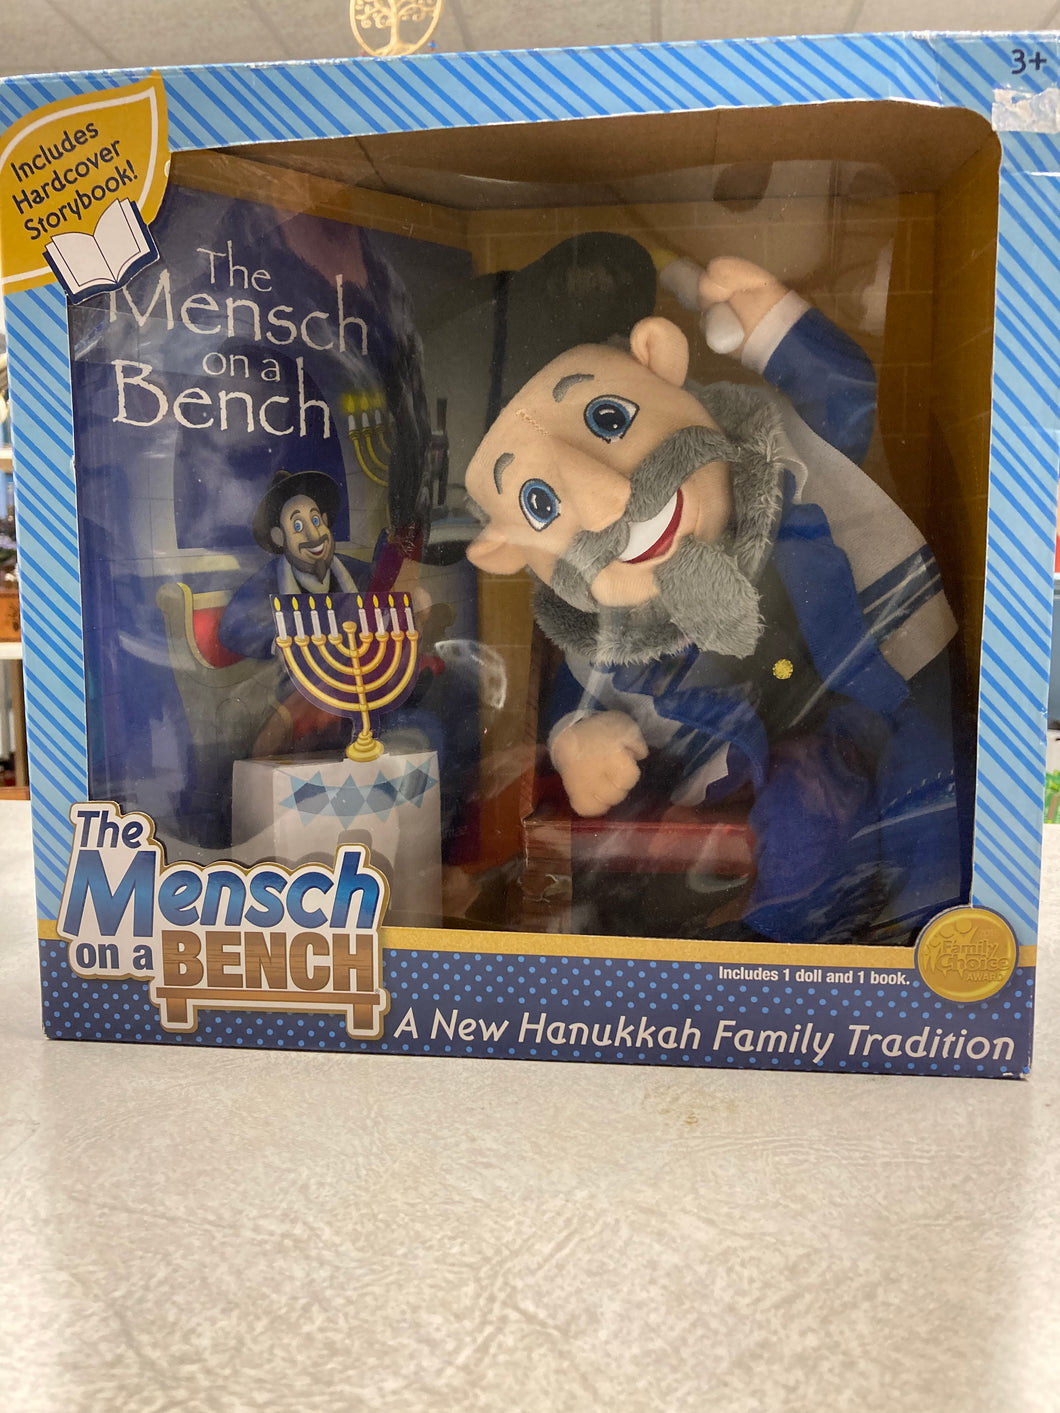 3+
Includes
Hardcover
Storybook!
The
Mensch
on a
Bench
The
Mensch
on a BENCH
Includes 1 doll and 1 book.
Family
Choice
AWARD
A New Hanukkah Family Tradition